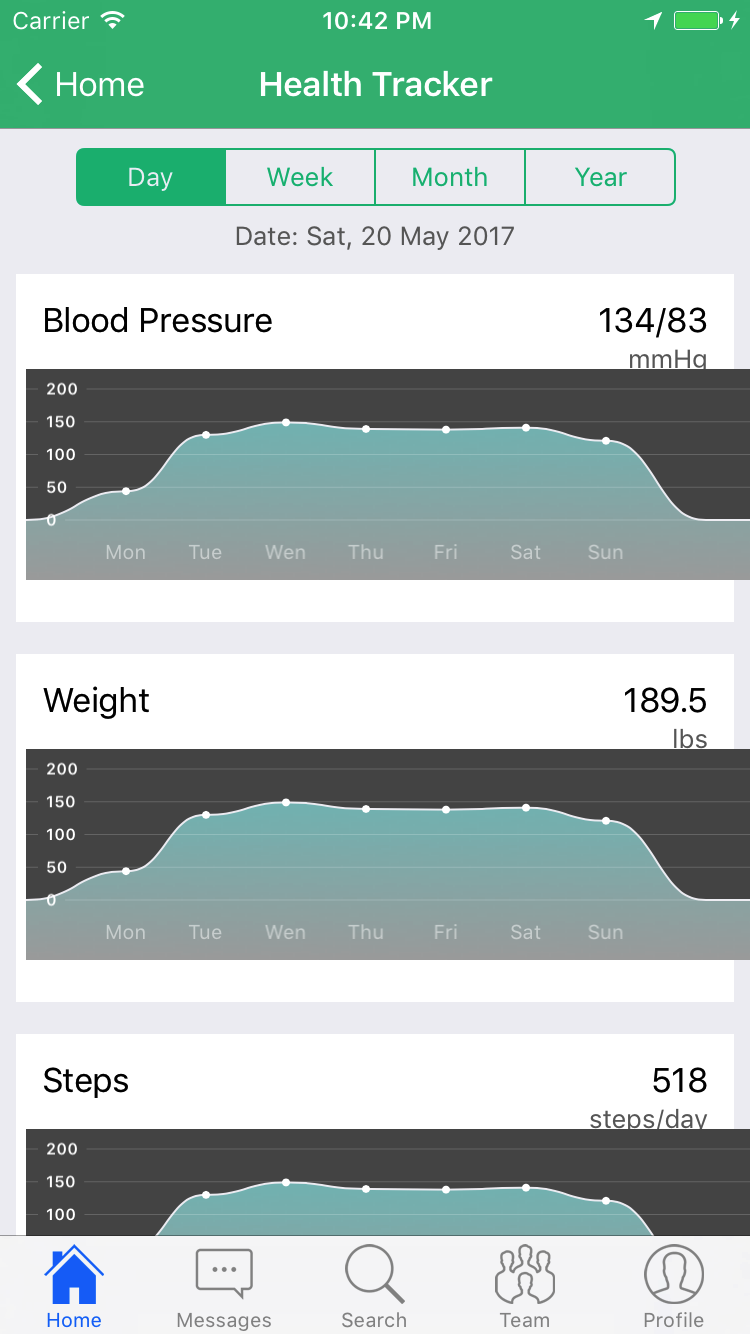 Carrier 10:42 PM
Home Health Tracker
Day Week Month Year
Date: Sat, 20 May 2017
Blood Pressure 134/83
mmHg
200
150
100
50
0
Mon Tue Wen Thu Fri Sat Sun
Weight 189.5
lbs
200
150
100
50
0
Mon Tue Wen Thu Fri Sat Sun
Steps 518
steps/day
200
150
100
Home Messages Search Team Profile